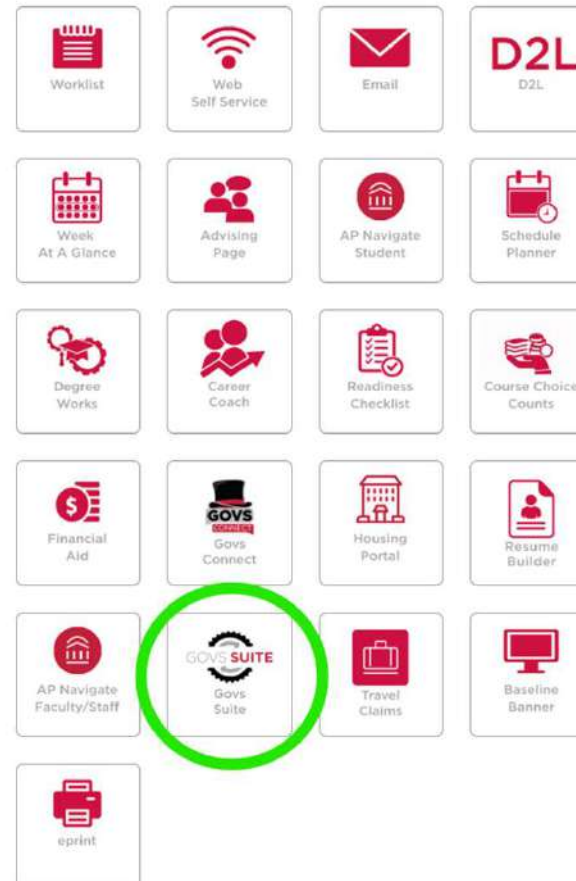 Worklist
Web
Self Service
Email
D2L
D2L
Week
At A Glance
Advising
Page
AP Navigate
Student
Schedule
Planner
Degree
Works
Career
Coach
Readiness
Checklist
Course Choice
Counts
$
Financial
Aid
GOVS
CONNECT
Govs
Connect
Housing
Portal
Resume
Builder
AP Navigate
Faculty/Staff
GOVS SUITE
Govs
Suite
Travel
Claims
Baseline
Banner
eprint